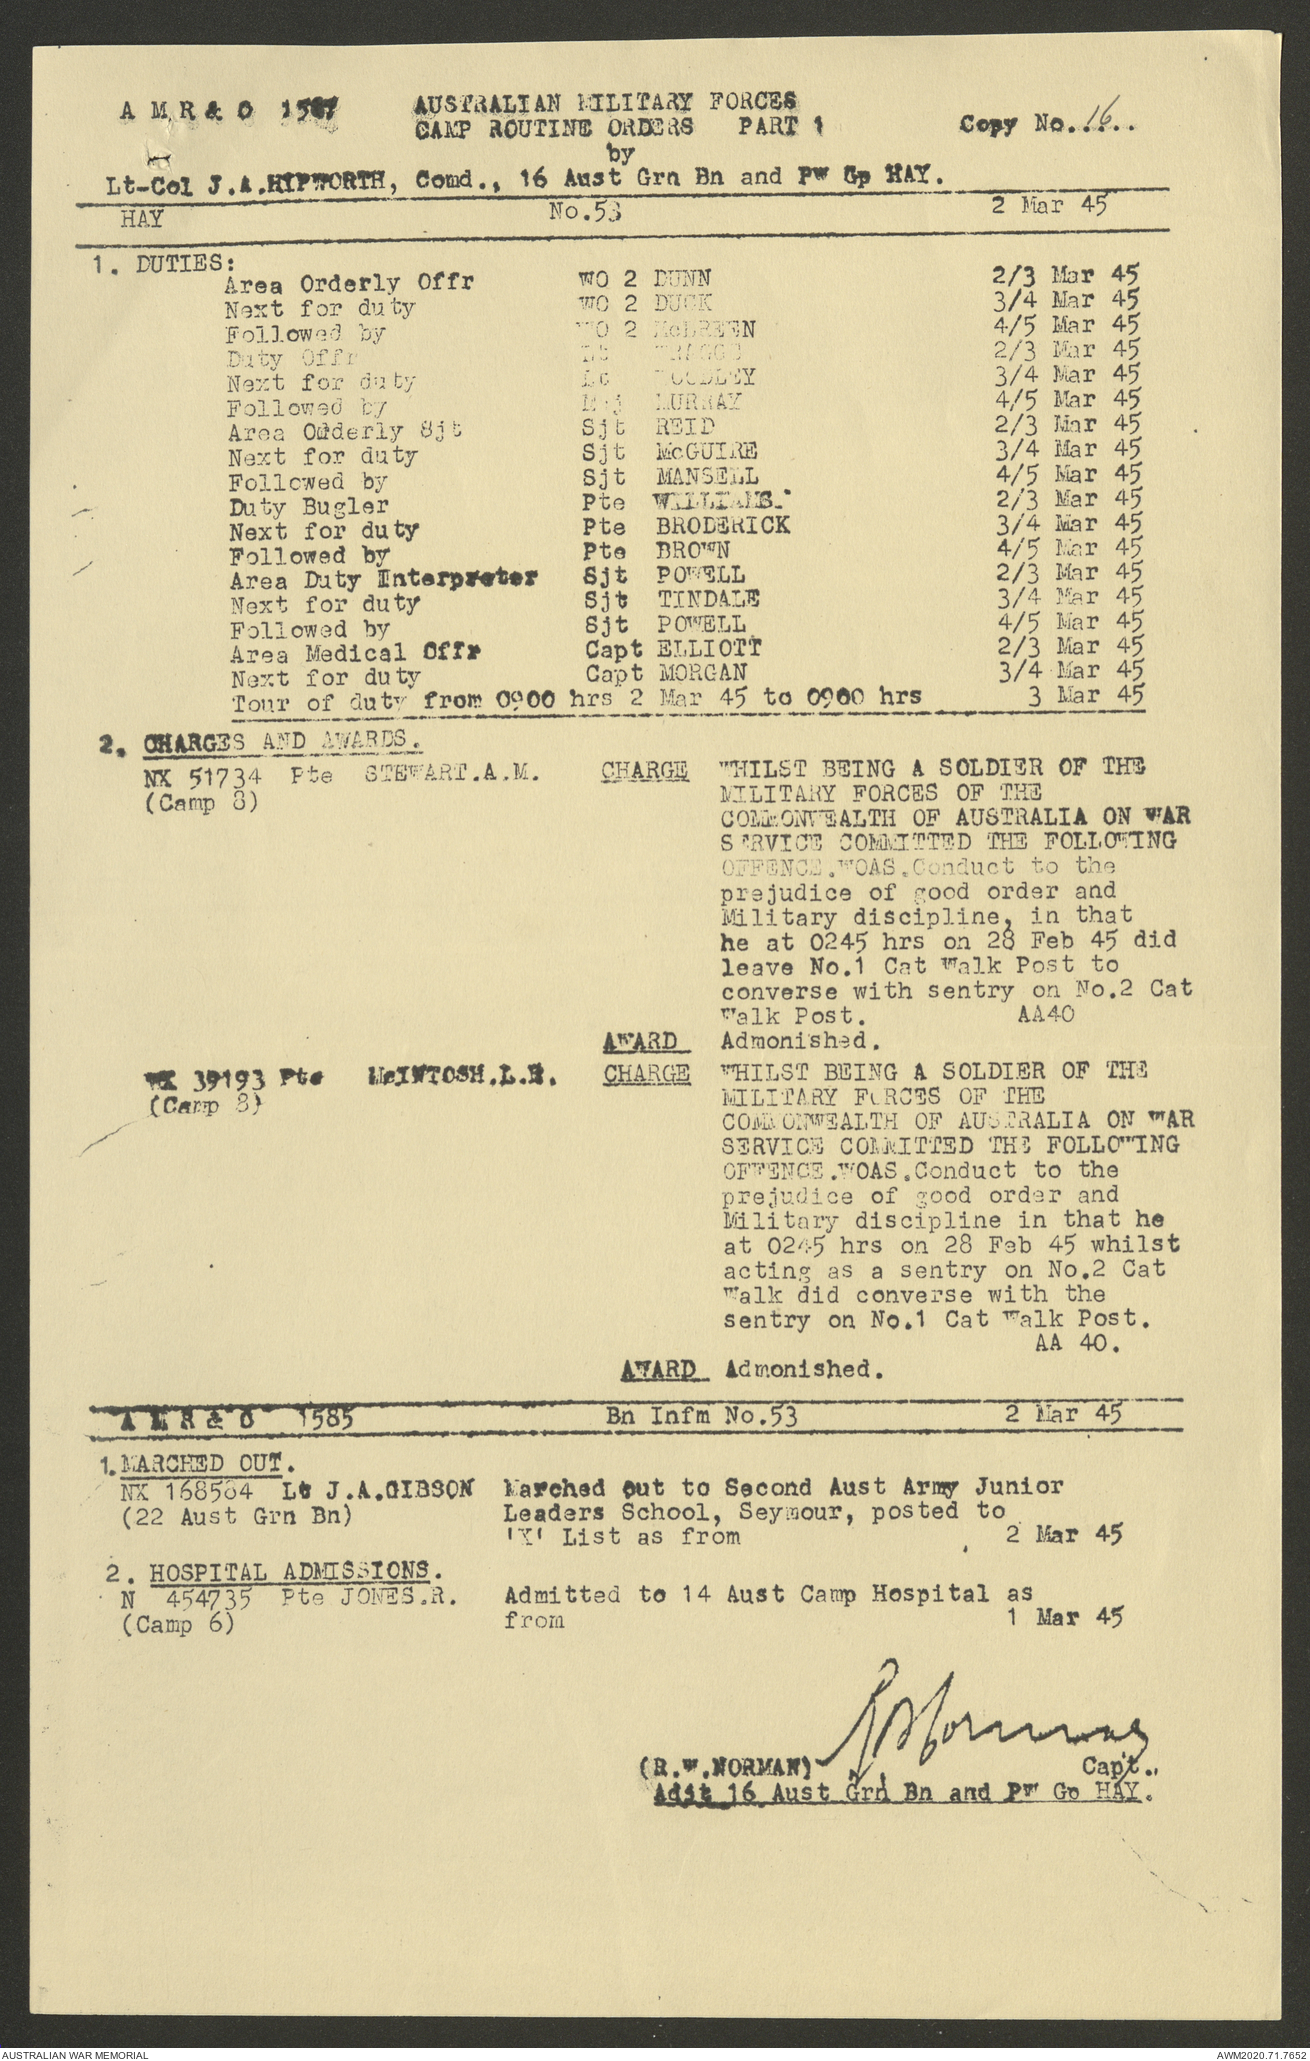 A M R & O 1587 AUSTRALIAN MILITARY FORCES
CAMP ROUTINE ORDERS PART 1 Copy No. 16
by
Lt-Col J.A.HIPWORTH, Comd., 16 Aust Grn Bn and PW Gp HAY.
HAY No.53 2 Mar 45
1. DUTIES:
Area Orderly Offr WO 2 DUNN 2/3 Mar 45
Next for duty WO 2 DUCK 3/4 Mar 45
Followed by WO 2 4/5 Mar 45
Duty Offr Lt 2/3 Mar 45
Next for duty Lt 3/4 Mar 45
Followed by Maj MURRAY 4/5 Mar 45
Area Odderly Sjt Sjt REID 2/3 Mar 45
Next for duty Sjt McGUIRE 3/4 Mar 45
Followed by Sjt MANSELL 4/5 Mar 45
Duty Bugler Pte WILLIAMS. 2/3 Mar 45
Next for duty Pte BRODERICK 3/4 Mar 45
Followed by Pte BROWN 4/5 Mar 45
Area Duty Interpreter Sjt POWELL 2/3 Mar 45
Next for duty Sjt TINDALE 3/4 Mar 45
Followed by Sjt POWELL 4/5 Mar 45
Area Medical Offr Capt ELLIOTT 2/3 Mar 45
Next for duty Capt MORGAN 3/4 Mar 45
Tour of duty from 0900 hrs 2 Mar 45 to 0900 hrs 3 Mar 45
2. CHARGES AND AWARDS.
NX 51734 Pte STEWART.A.M. CHARGE WHILST BEING A SOLDIER OF THE
(Camp 8) MILITARY FORCES OF THE
COMMONWEALTH OF AUSTRALIA ON WAR
SERVICE COMMITTED THE FOLLOWING
OFFENCE.WOAS.Conduct to the
prejudice of good order and
Military discipline, in that
he at 0245 hrs on 28 Feb 45 did
leave No.1 Cat Walk Post to
converse with sentry on No.2 Cat
Walk Post. AA40
AWARD Admonished.
39193 Pte McINTOSH.L.R. CHARGE WHILST BEING A SOLDIER OF THE
(Camp 8) MILITARY FORCES OF THE
COMMONWEALTH OF AUSTRALIA ON WAR
SERVICE COMMITTED THE FOLLOWING
OFFENCE.WOAS.Conduct to the
prejudice of good order and
Military discipline in that he
at 0245 hrs on 28 Feb 45 whilst
acting as a sentry on No.2 Cat
Walk did converse with the
sentry on No.1 Cat Walk Post.
AA 40.
AWARD Admonished.
A M R & O 1585 Bn Infm No.53 2 Mar 45
1. MARCHED OUT.
NX 168584 Lt J.A.GIBSON Marched out to Second Aust Army Junior
(22 Aust Grn Bn) Leaders School, Seymour, posted to
'X' List as from 2 Mar 45
2. HOSPITAL ADMISSIONS.
N 454735 Pte JONES.R. Admitted to 14 Aust Camp Hospital as
(Camp 6) from 1 Mar 45
(R.W.NORMAN) Capt.,
Adjt 16 Aust Grn Bn and PW Gp HAY.
AUSTRALIAN WAR MEMORIAL AWM2020.71.7652